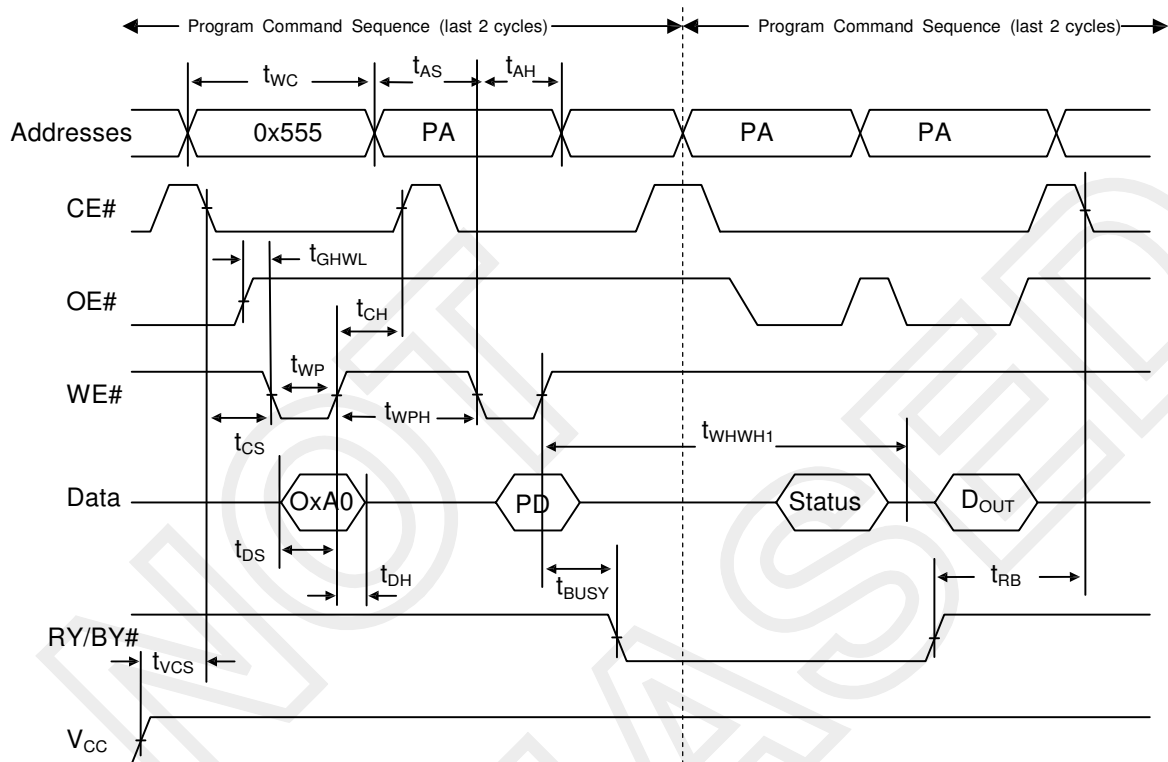 Program Command Sequence (last 2 cycles) Program Command Sequence (last 2 cycles)
tWC tAS tAH
Addresses 0x555 PA PA PA
CE#
tGHWL
OE#
tCH
tWP
WE#
tWPH
tCS tWHWH1
Data OxA0 PD Status DOUT
tDS tDH tBUSY tRB
RY/BY#
tVCS
VCC